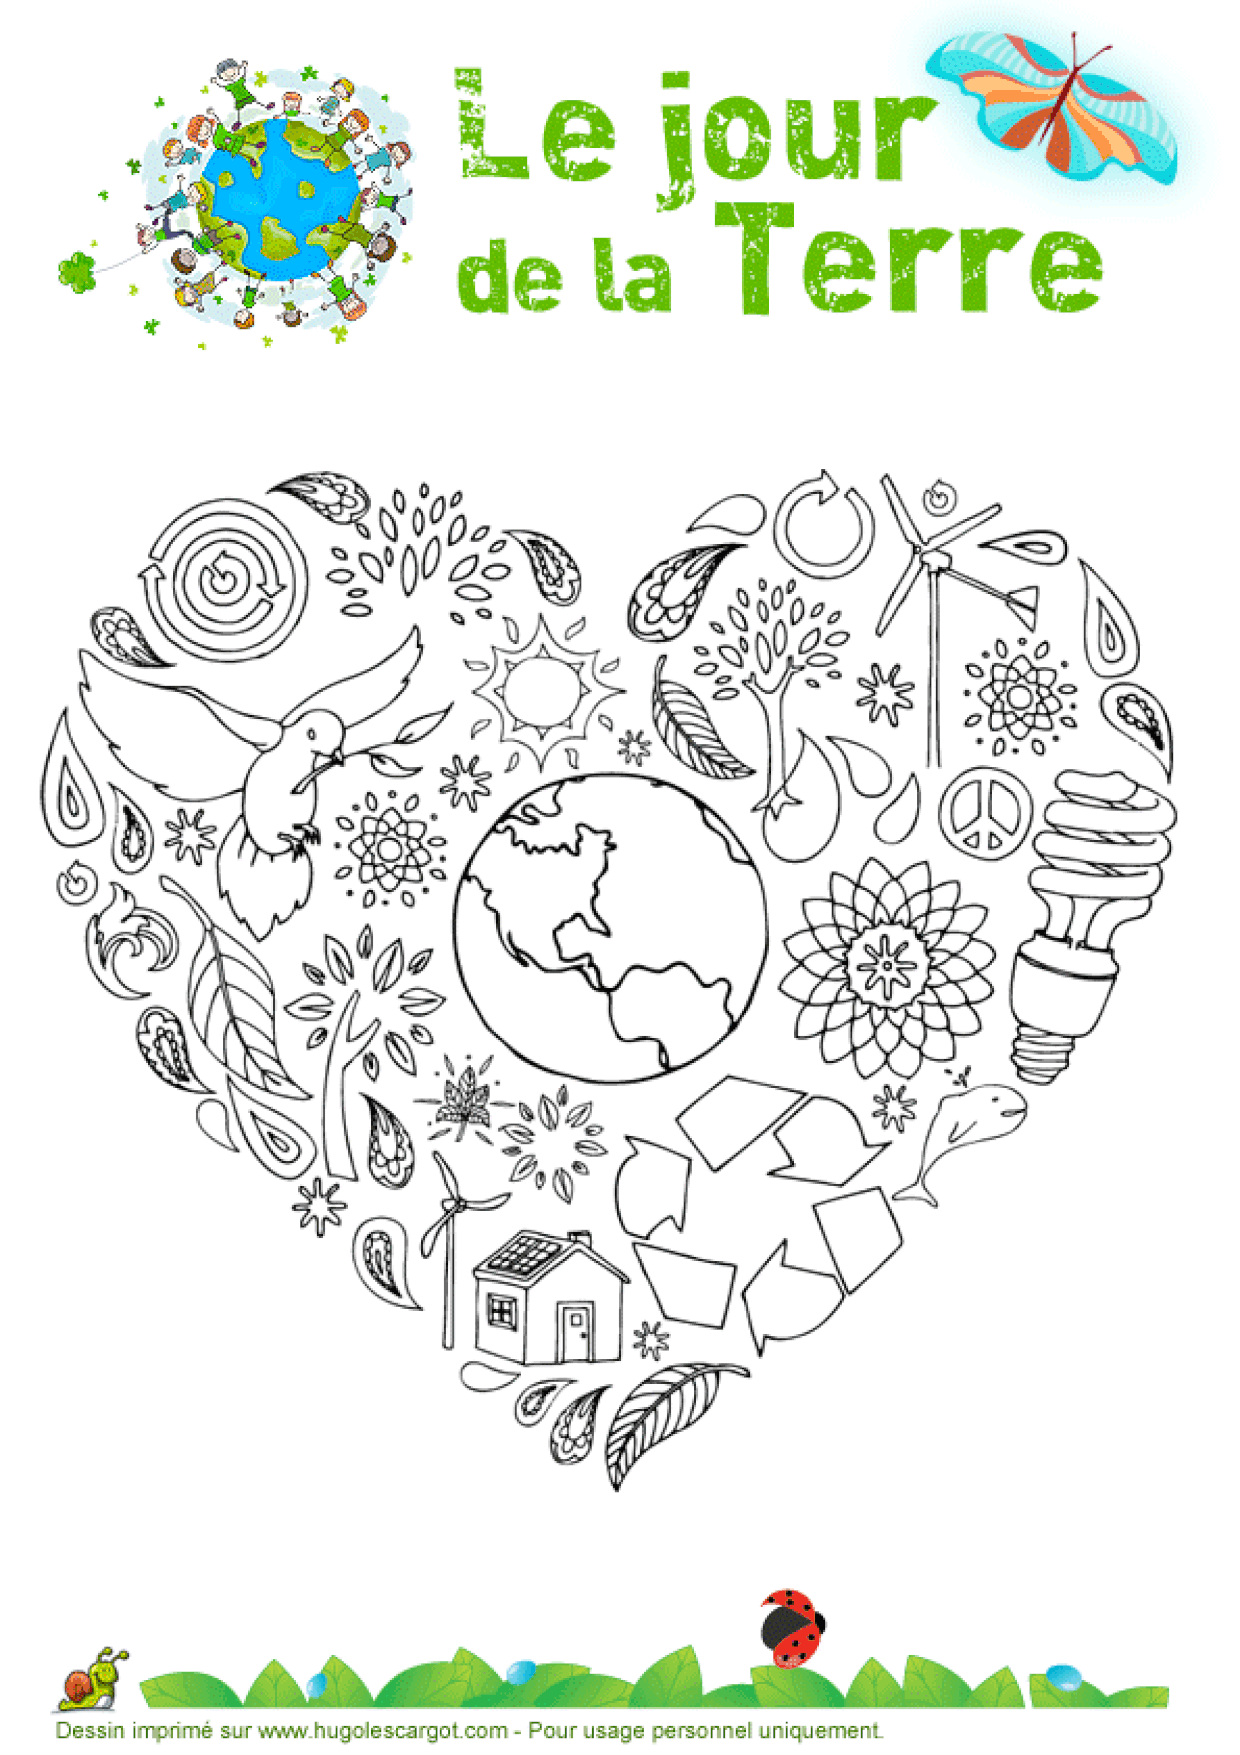 Le jour
de la Terre
Dessin imprimé sur www.hugolescargot.com - Pour usage personnel uniquement.